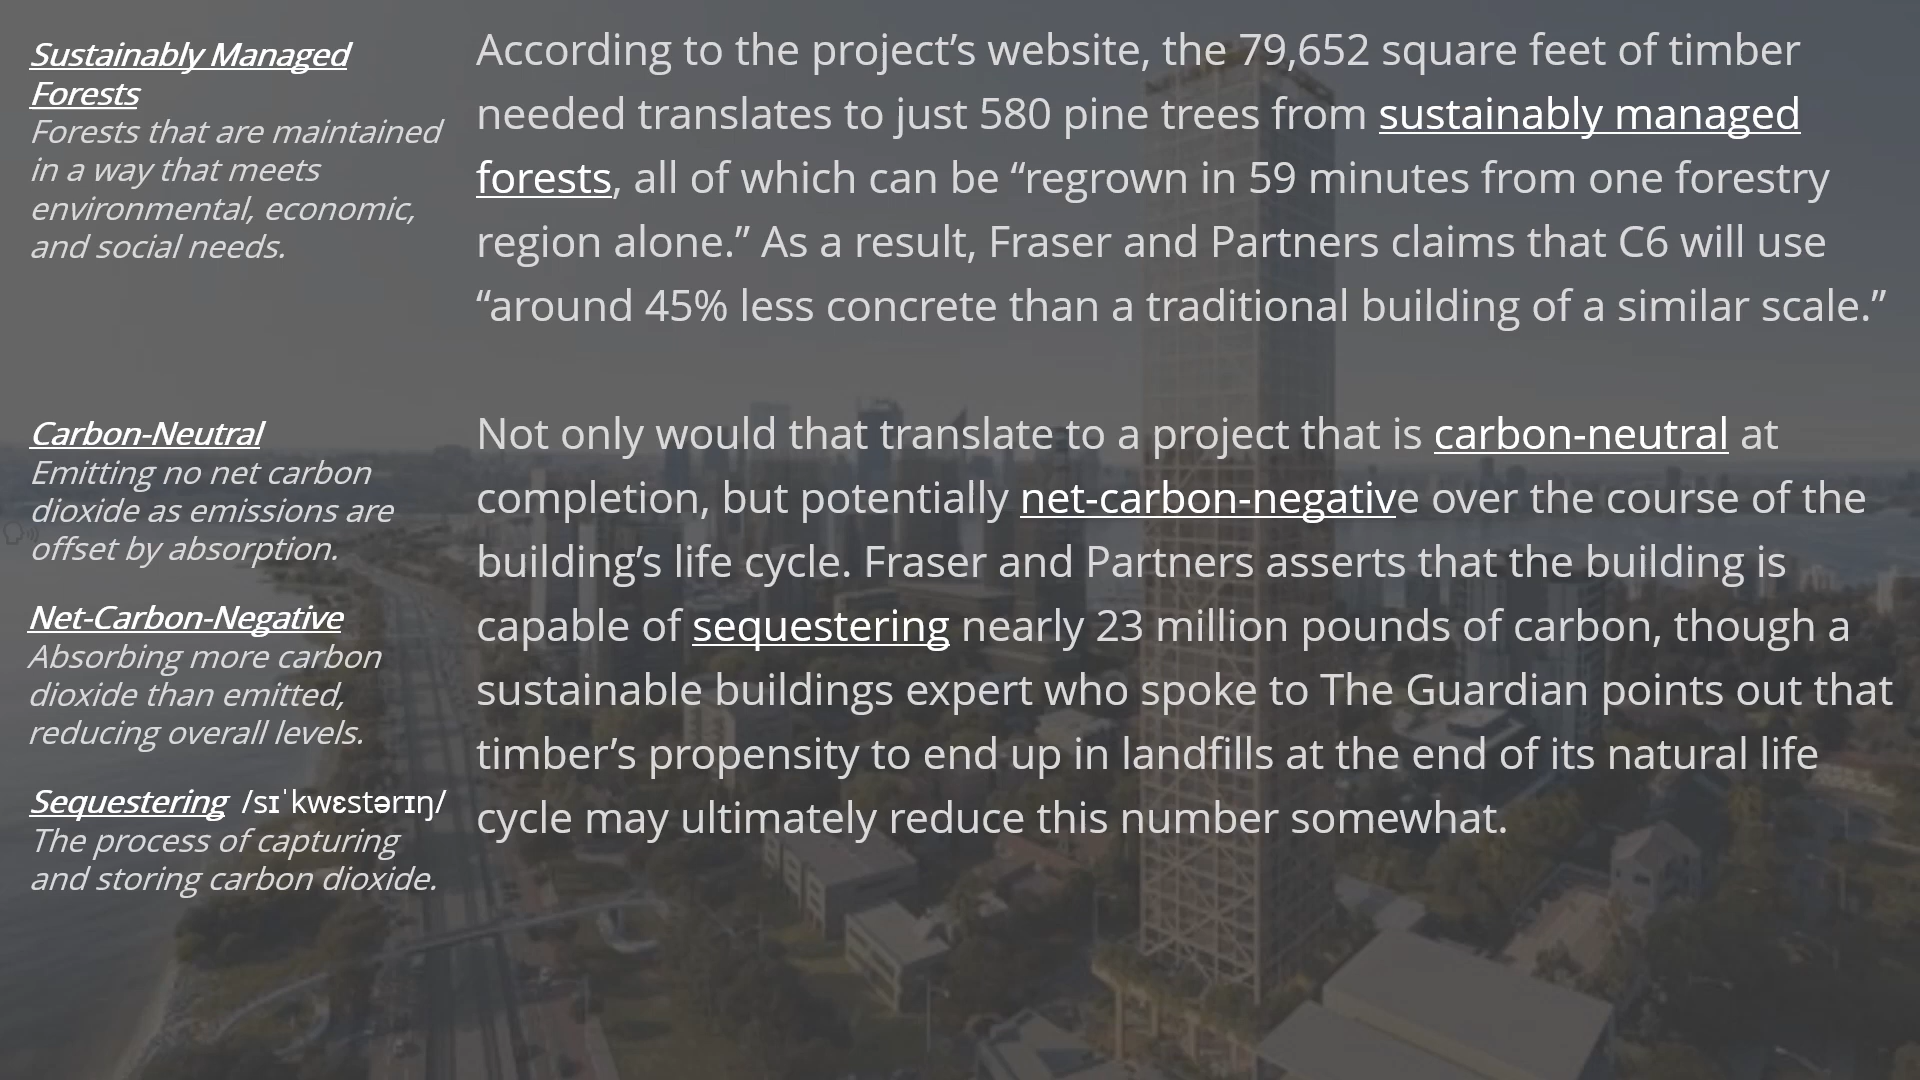 Sustainably Managed
Forests
Forests that are maintained
in a way that meets
environmental, economic,
and social needs.
According to the project’s website, the 79,652 square feet of timber
needed translates to just 580 pine trees from sustainably managed
forests, all of which can be “regrown in 59 minutes from one forestry
region alone.” As a result, Fraser and Partners claims that C6 will use
“around 45% less concrete than a traditional building of a similar scale.”
Carbon-Neutral
Emitting no net carbon
dioxide as emissions are
offset by absorption.
Net-Carbon-Negative
Absorbing more carbon
dioxide than emitted,
reducing overall levels.
Sequestering /sɪˈkwɛstərɪŋ/
The process of capturing
and storing carbon dioxide.
Not only would that translate to a project that is carbon-neutral at
completion, but potentially net-carbon-negative over the course of the
building’s life cycle. Fraser and Partners asserts that the building is
capable of sequestering nearly 23 million pounds of carbon, though a
sustainable buildings expert who spoke to The Guardian points out that
timber’s propensity to end up in landfills at the end of its natural life
cycle may ultimately reduce this number somewhat.